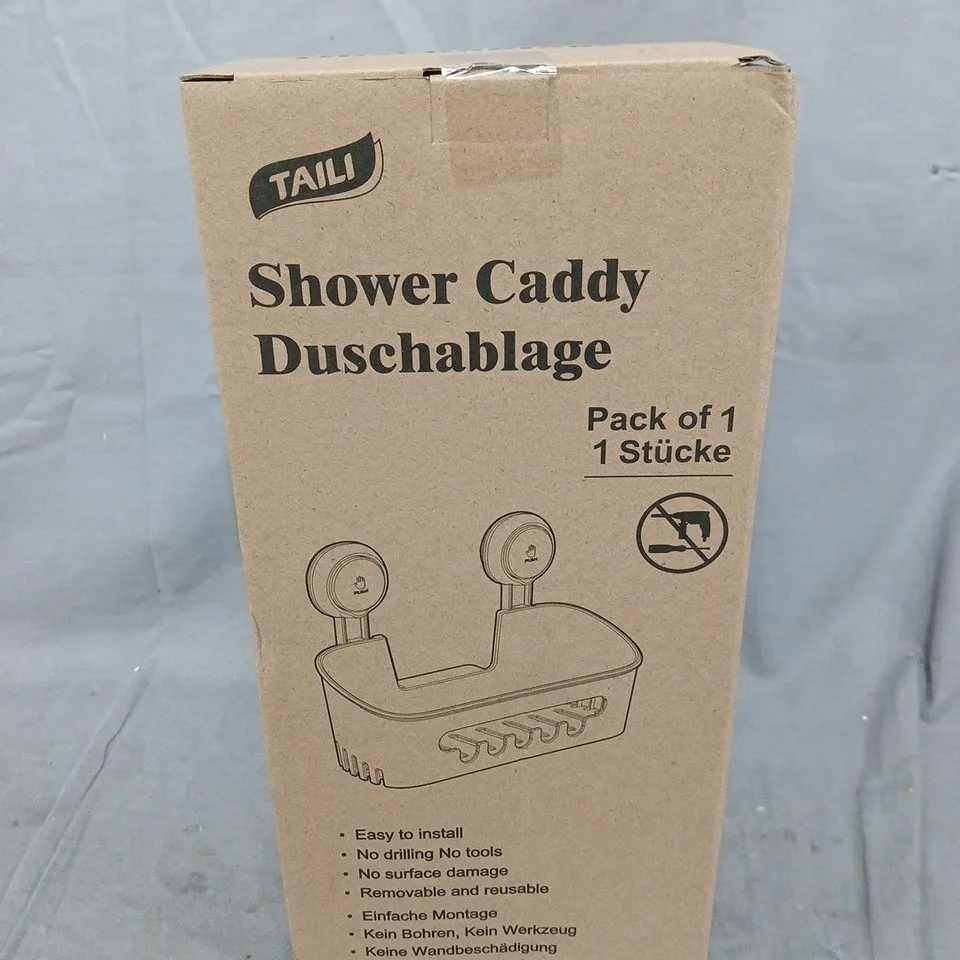 TAILI
Shower Caddy
Duschablage
Pack of 1
1 Stücke
PUSH
PUSH
• Easy to install
• No drilling No tools
• No surface damage
• Removable and reusable
• Einfache Montage
• Kein Bohren, Kein Werkzeug
• Keine Wandbeschädigung